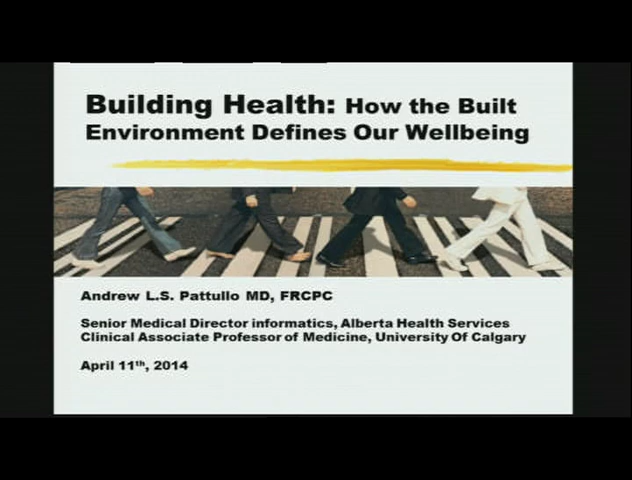 Building Health: How the Built
Environment Defines Our Wellbeing
Andrew L.S. Pattullo MD, FRCPC
Senior Medical Director informatics, Alberta Health Services
Clinical Associate Professor of Medicine, University Of Calgary
April 11th, 2014